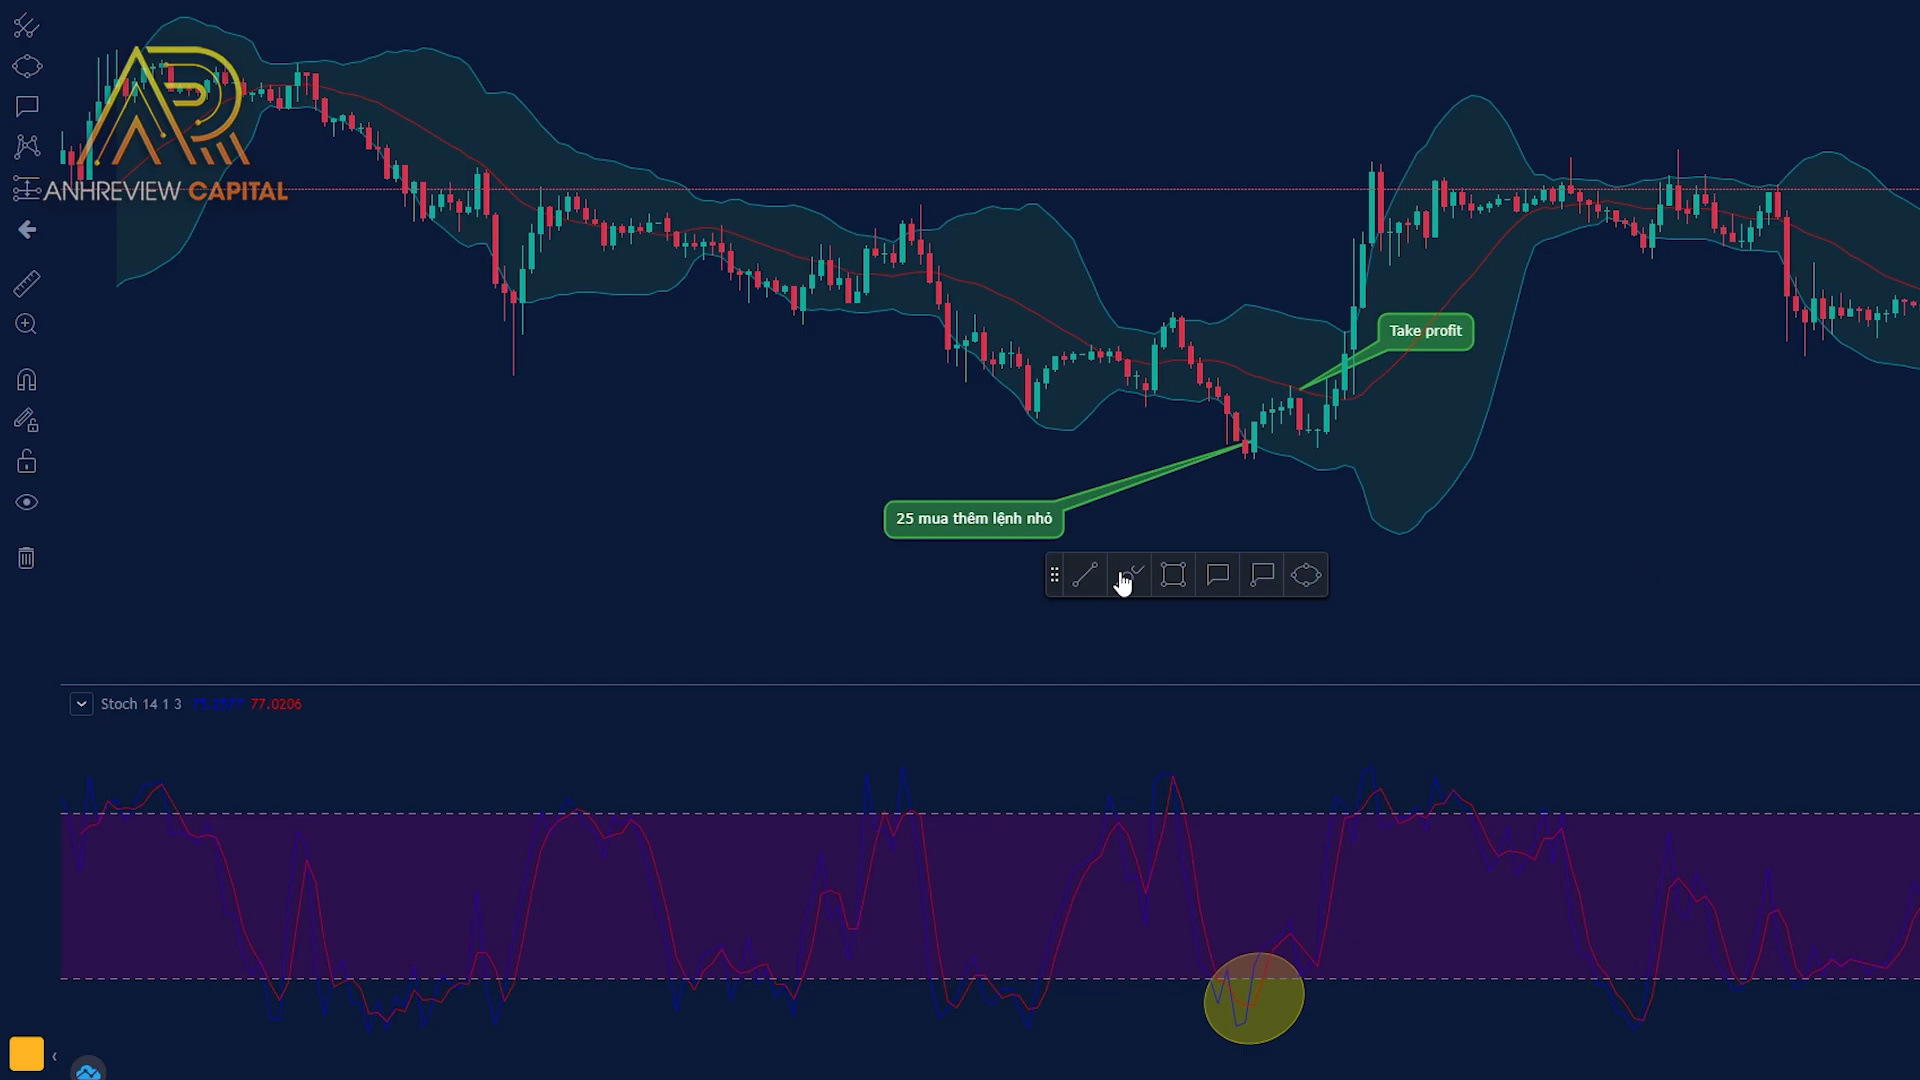 ANHREVIEW CAPITAL
Take profit
25 mua thêm lệnh nhỏ
Stoch 14 1 3 77.0206